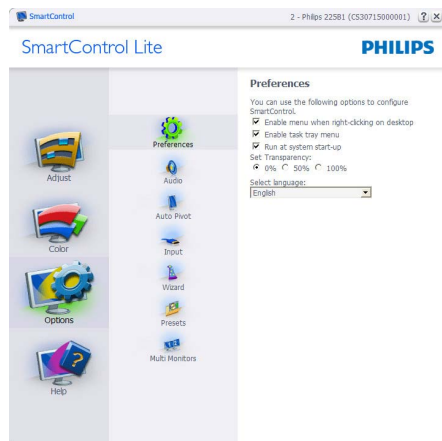 SmartControl
2 - Philips 225B1 (CS30715000001)
SmartControl Lite
PHILIPS
Adjust
Color
Options
Help
Preferences
Audio
Auto Pivot
Input
Wizard
Presets
Multi Monitors
Preferences
You can use the following options to configure
SmartControl.
Enable menu when right-clicking on desktop
Enable task tray menu
Run at system start-up
Set Transparency:
0% 50% 100%
Select language:
English